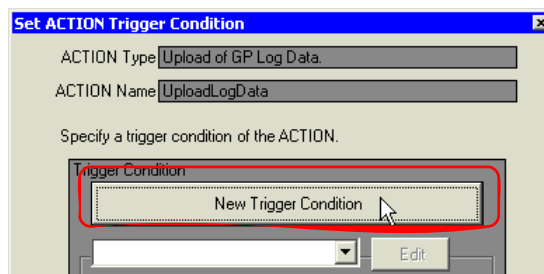 Set ACTION Trigger Condition
ACTION Type Upload of GP Log Data.
ACTION Name UploadLogData
Specify a trigger condition of the ACTION.
Trigger Condition
New Trigger Condition
Edit